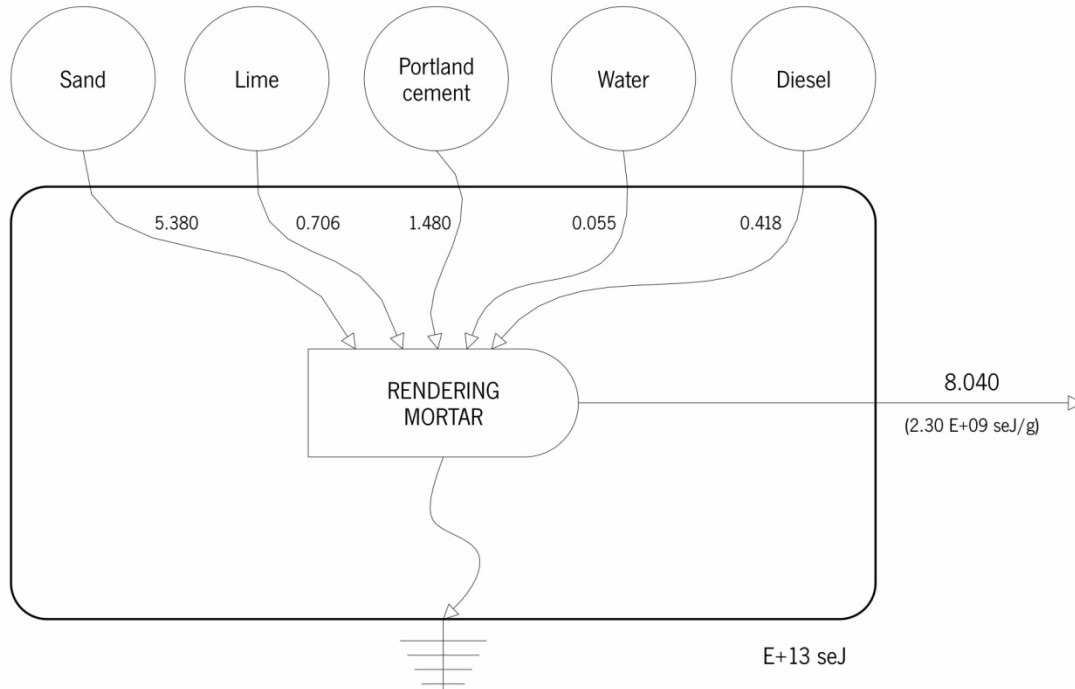 Sand
Lime
Portland
cement
Water
Diesel
5.380
0.706
1.480
0.055
0.418
RENDERING
MORTAR
8.040
(2.30 E+09 seJ/g)
E+13 seJ